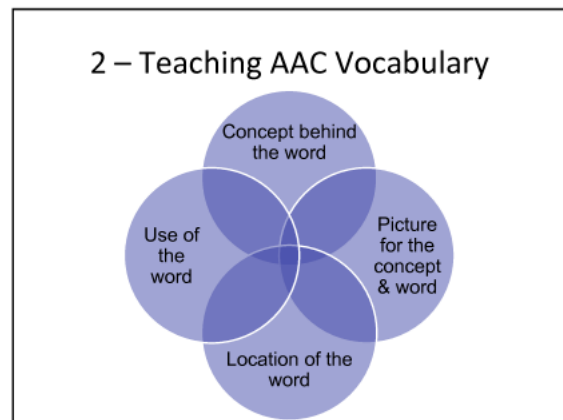 2 – Teaching AAC Vocabulary
Concept behind
the word
Use of
the
word
Picture
for the
concept
& word
Location of the
word